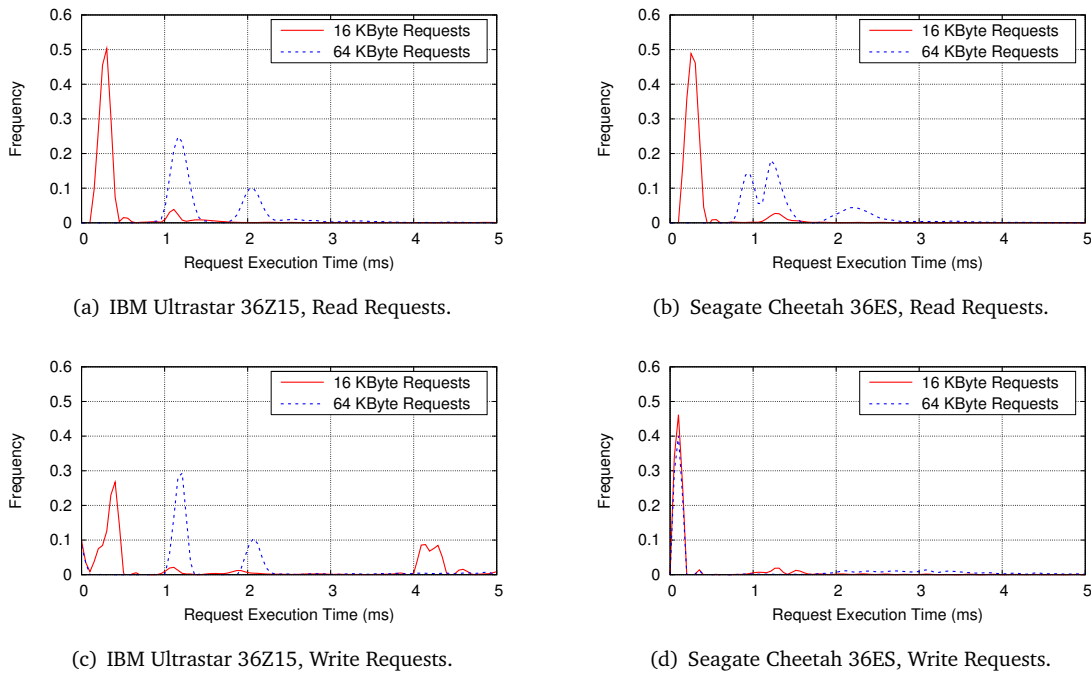 0.6
0.5
0.4
0.3
0.2
0.1
0
0 1 2 3 4 5
Frequency
Request Execution Time (ms)
16 KByte Requests
64 KByte Requests
(a) IBM Ultrastar 36Z15, Read Requests.
0.6
0.5
0.4
0.3
0.2
0.1
0
0 1 2 3 4 5
Frequency
Request Execution Time (ms)
16 KByte Requests
64 KByte Requests
(b) Seagate Cheetah 36ES, Read Requests.
0.6
0.5
0.4
0.3
0.2
0.1
0
0 1 2 3 4 5
Frequency
Request Execution Time (ms)
16 KByte Requests
64 KByte Requests
(c) IBM Ultrastar 36Z15, Write Requests.
0.6
0.5
0.4
0.3
0.2
0.1
0
0 1 2 3 4 5
Frequency
Request Execution Time (ms)
16 KByte Requests
64 KByte Requests
(d) Seagate Cheetah 36ES, Write Requests.